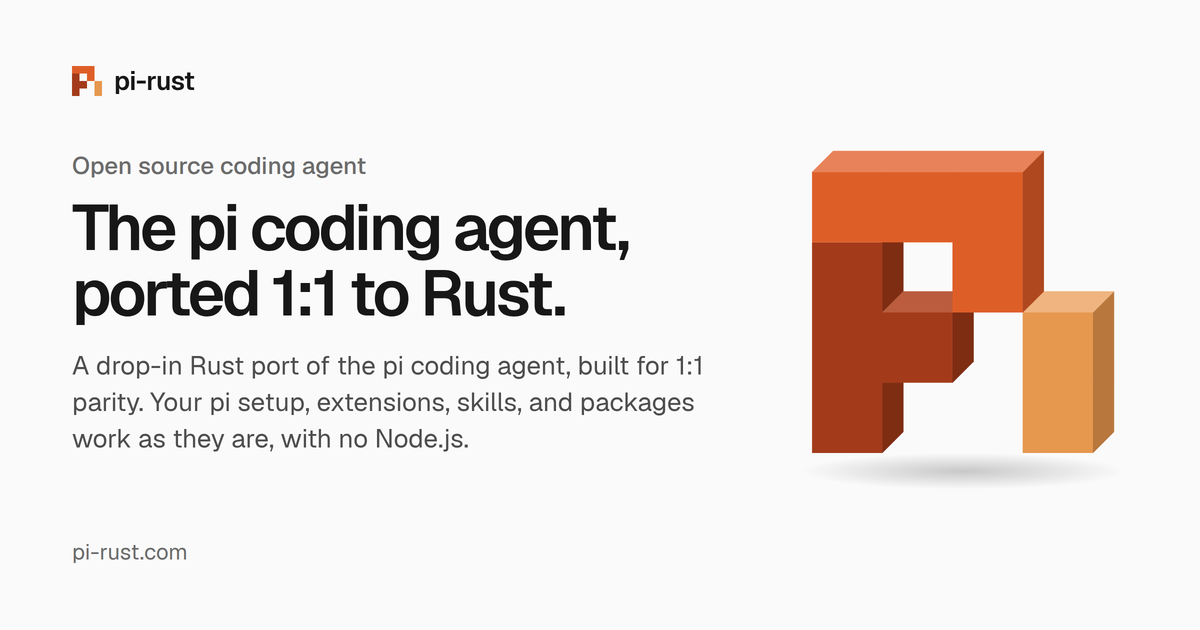 pi-rust
Open source coding agent
The pi coding agent,
ported 1:1 to Rust.
A drop-in Rust port of the pi coding agent, built for 1:1
parity. Your pi setup, extensions, skills, and packages
work as they are, with no Node.js.
pi-rust.com